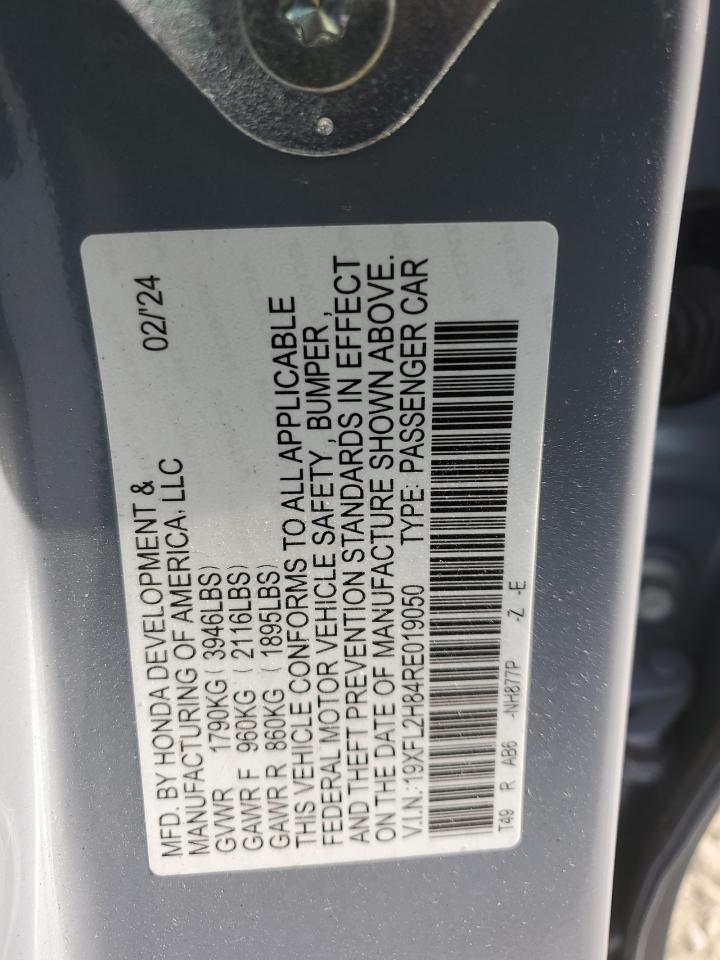 MFD. BY HONDA DEVELOPMENT & 02/'24
MANUFACTURING OF AMERICA, LLC
GVWR 1790KG (3946LBS)
GAWR F 960KG (2116LBS)
GAWR R 860KG (1895LBS)
THIS VEHICLE CONFORMS TO ALL APPLICABLE
FEDERAL MOTOR VEHICLE SAFETY, BUMPER,
AND THEFT PREVENTION STANDARDS IN EFFECT
ON THE DATE OF MANUFACTURE SHOWN ABOVE.
V.I.N.:19XFL2H84RE019050 TYPE: PASSENGER CAR
T49 R AB6 -NH877P -Z -E